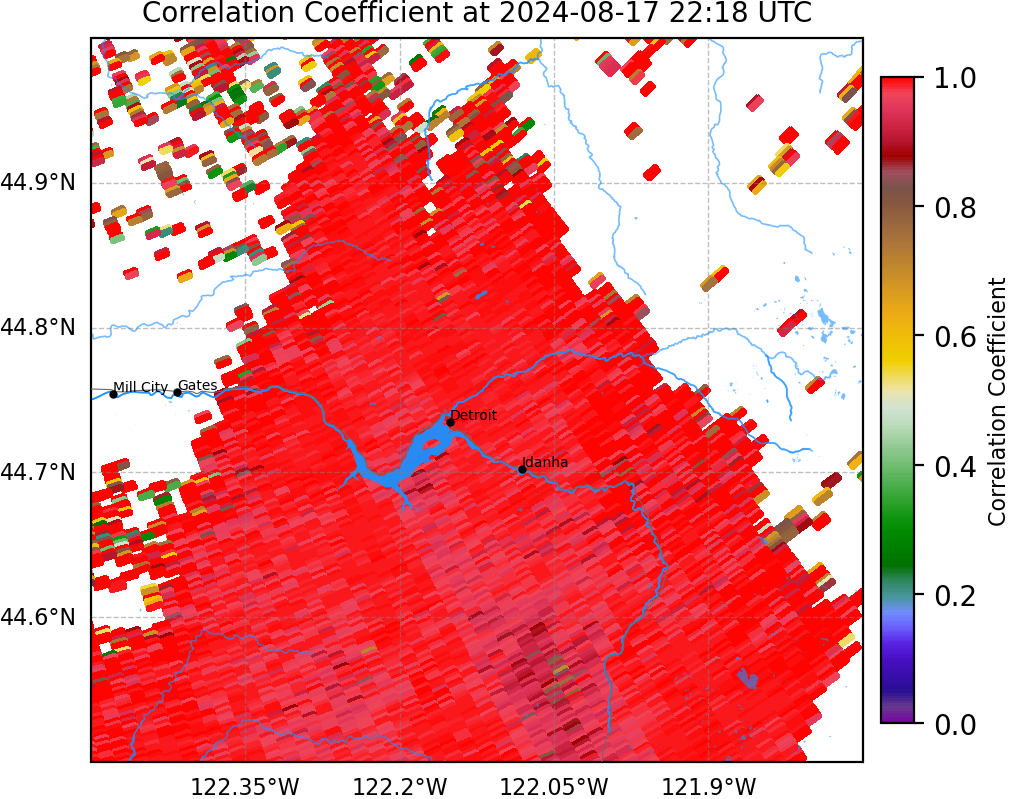 Correlation Coefficient at 2024-08-17 22:18 UTC
1.0
44.9°N
0.8
44.8°N
0.6
Mill City
Gates
Detroit
Idanha
Correlation Coefficient
44.7°N
0.4
44.6°N
0.2
0.0
122.35°W
122.2°W
122.05°W
121.9°W